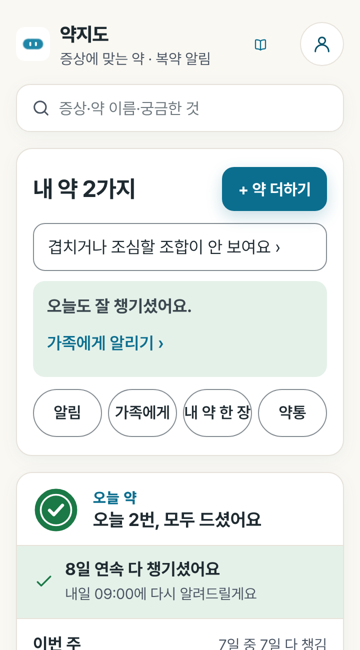 약지도
증상에 맞는 약 · 복약 알림
증상·약 이름·궁금한 것
내 약 2가지
+ 약 더하기
겹치거나 조심할 조합이 안 보여요 ›
오늘도 잘 챙기셨어요.
가족에게 알리기 ›
알림
가족에게
내 약 한 장
약통
오늘 약
오늘 2번, 모두 드셨어요
8일 연속 다 챙기셨어요
내일 09:00에 다시 알려드릴게요
이번 주
7일 중 7일 다 챙김